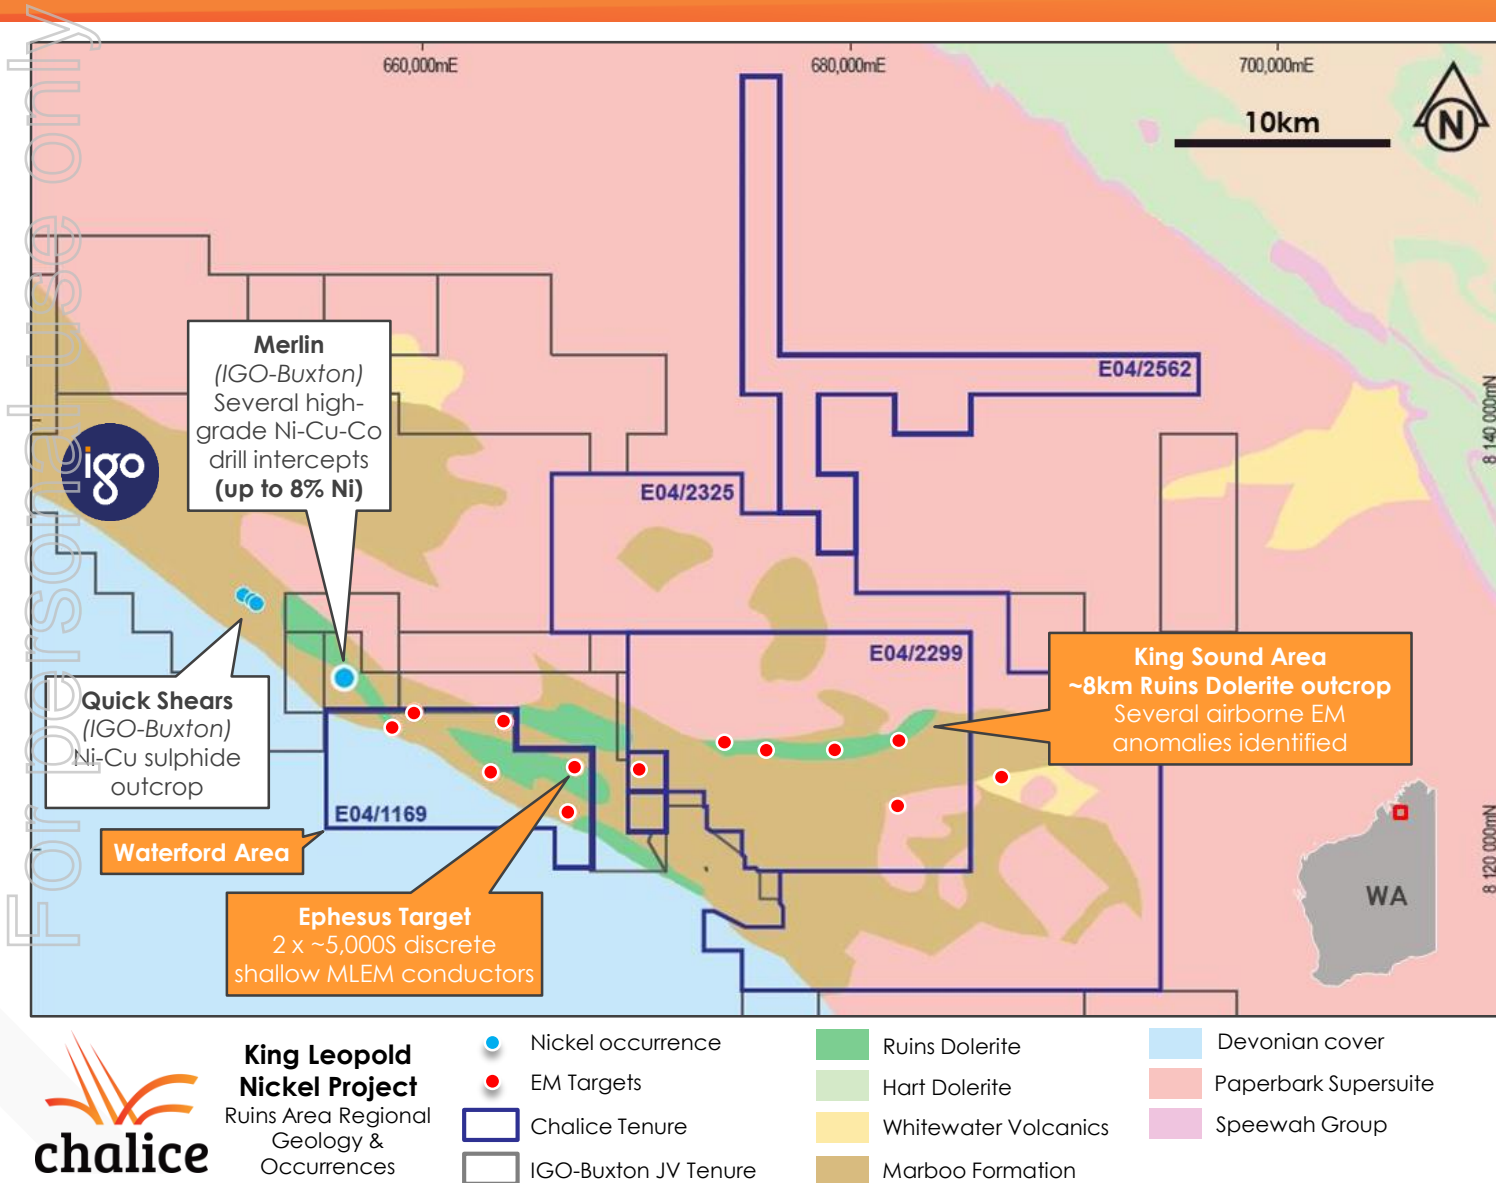 For personal use only
660,000mE
680,000mE
700,000mE
10km
N
E04/2562
8 140 000mN
Merlin
(IGO-Buxton)
Several high-
grade Ni-Cu-Co
drill intercepts
(up to 8% Ni)
igo
E04/2325
E04/2299
King Sound Area
~8km Ruins Dolerite outcrop
Several airborne EM
anomalies identified
Quick Shears
(IGO-Buxton)
Ni-Cu sulphide
outcrop
E04/1169
Waterford Area
Ephesus Target
2 x ~5,000S discrete
shallow MLEM conductors
WA
8 120 000mN
chalice
King Leopold
Nickel Project
Ruins Area Regional
Geology &
Occurrences
Nickel occurrence
EM Targets
Chalice Tenure
IGO-Buxton JV Tenure
Ruins Dolerite
Hart Dolerite
Whitewater Volcanics
Marboo Formation
Devonian cover
Paperbark Supersuite
Speewah Group